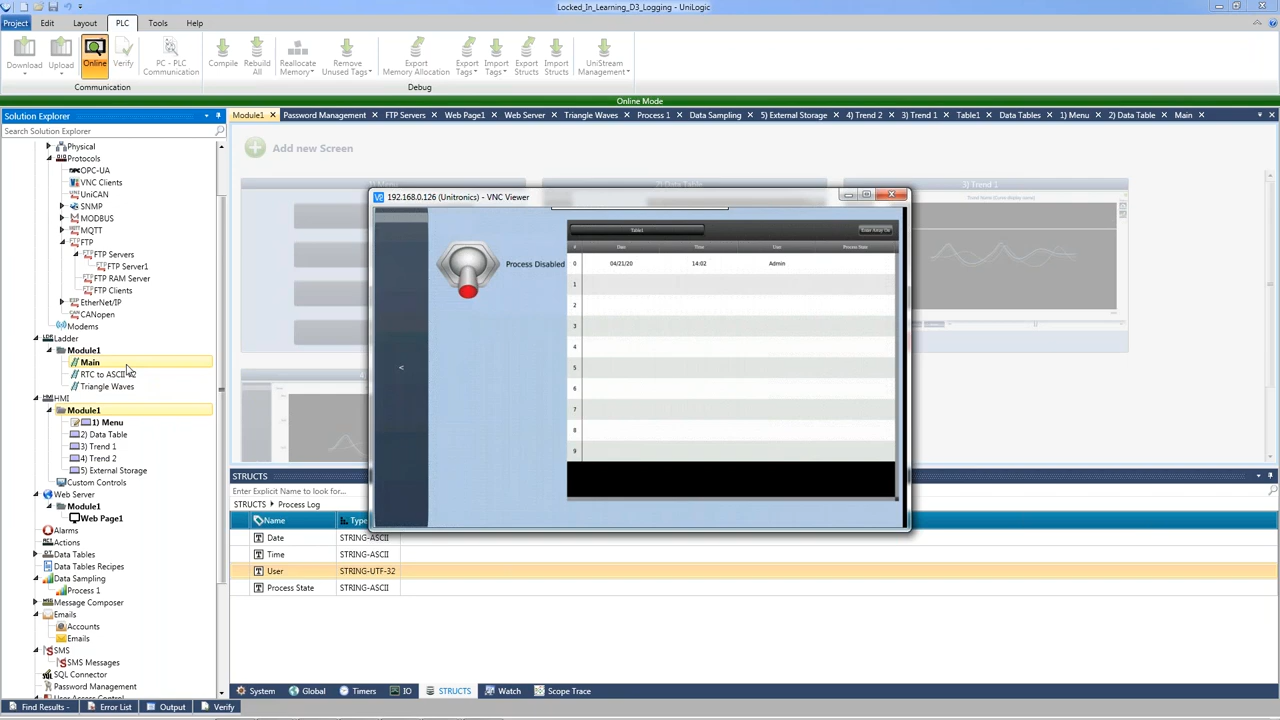 Locked_In_Learning_D3_Logging - UniLogic
Project Edit Layout PLC Tools Help
Download Upload Online Verify PC - PLC Communication Compile Rebuild All Reallocate Memory Remove Unused Tags Export Memory Allocation Export Tags Import Tags Export Structs Import Structs UniStream Management
Communication Debug
Online Mode
Solution Explorer
Module1 Password Management FTP Servers Web Page1 Web Server Triangle Waves Process 1 Data Sampling 5) External Storage 4) Trend 2 3) Trend 1 Table1 Data Tables 1) Menu 2) Data Table Main
Search Solution Explorer
Physical
Protocols
OPC-UA
VNC Clients
UniCAN
SNMP
MODBUS
MQTT
FTP
FTP Servers
FTP Server1
FTP RAM Server
FTP Clients
EtherNet/IP
CANopen
Modems
Ladder
Module1
Main
RTC to ASCII
Triangle Waves
HMI
Module1
1) Menu
2) Data Table
3) Trend 1
4) Trend 2
5) External Storage
Custom Controls
Web Server
Module1
Web Page1
Alarms
Actions
Data Tables
Data Tables Recipes
Data Sampling
Process 1
Message Composer
Emails
Accounts
Emails
SMS
SMS Messages
SQL Connector
Password Management
Add new Screen
3) Trend 1
192.168.0.126 (Unitronics) - VNC Viewer
Process Disabled
<
Table1
# Date Time User Process State
0 04/21/20 14:02 Admin
1
2
3
4
5
6
7
8
9
STRUCTS
Enter Explicit Name to look for...
STRUCTS Process Log
Name Type
Date STRING-ASCII
Time STRING-ASCII
User STRING-UTF-32
Process State STRING-ASCII
System Global Timers IO STRUCTS Watch Scope Trace
Find Results - Error List Output Verify